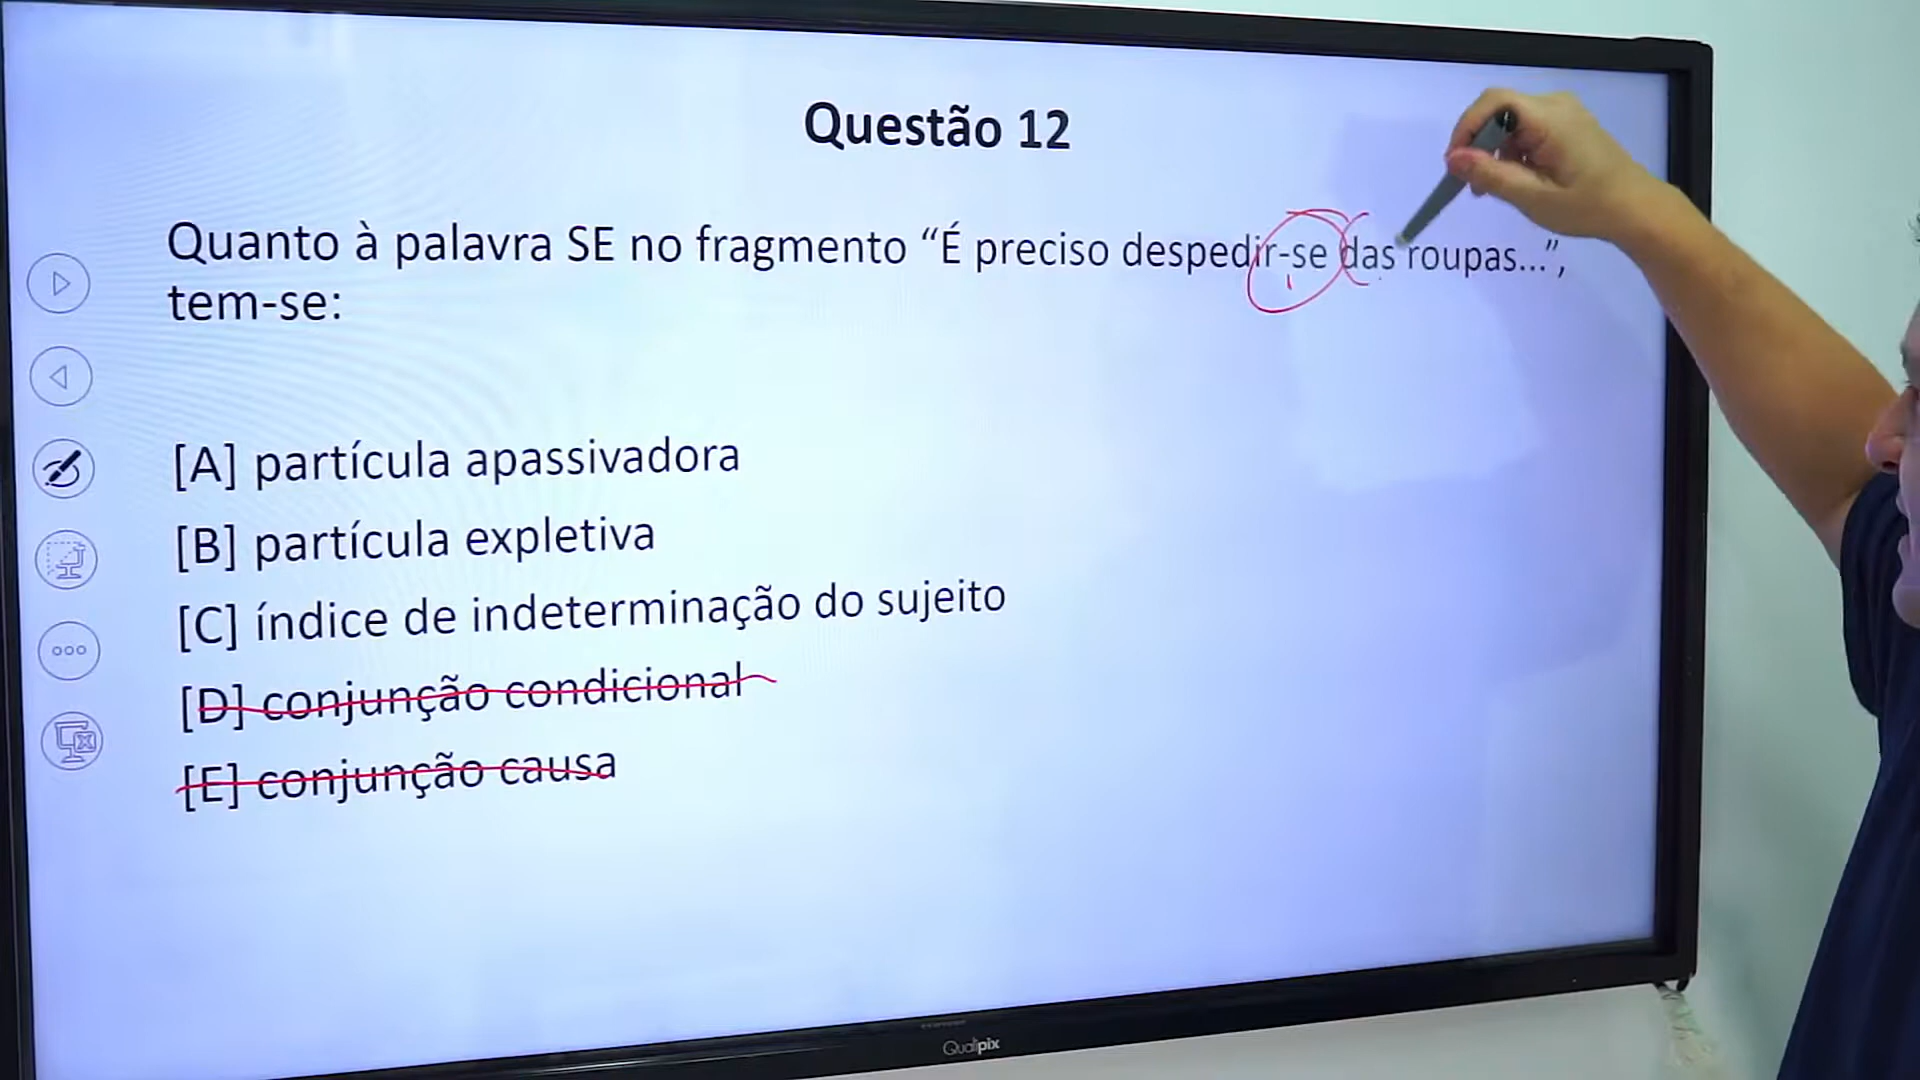 Questão 12
Quanto à palavra SE no fragmento “É preciso despedir-se das roupas...”,
tem-se:
[A] partícula apassivadora
[B] partícula expletiva
[C] índice de indeterminação do sujeito
[D] conjunção condicional
[E] conjunção causa
Qualipix